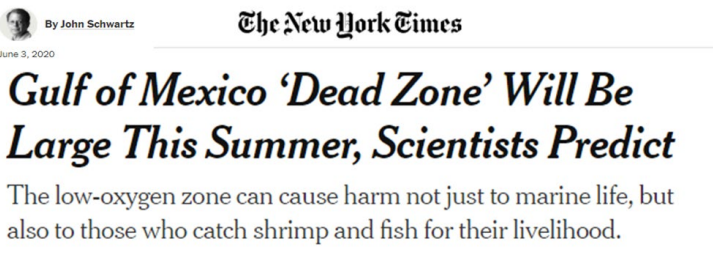 By John Schwartz
The New York Times
June 3, 2020
Gulf of Mexico ‘Dead Zone’ Will Be
Large This Summer, Scientists Predict
The low-oxygen zone can cause harm not just to marine life, but
also to those who catch shrimp and fish for their livelihood.